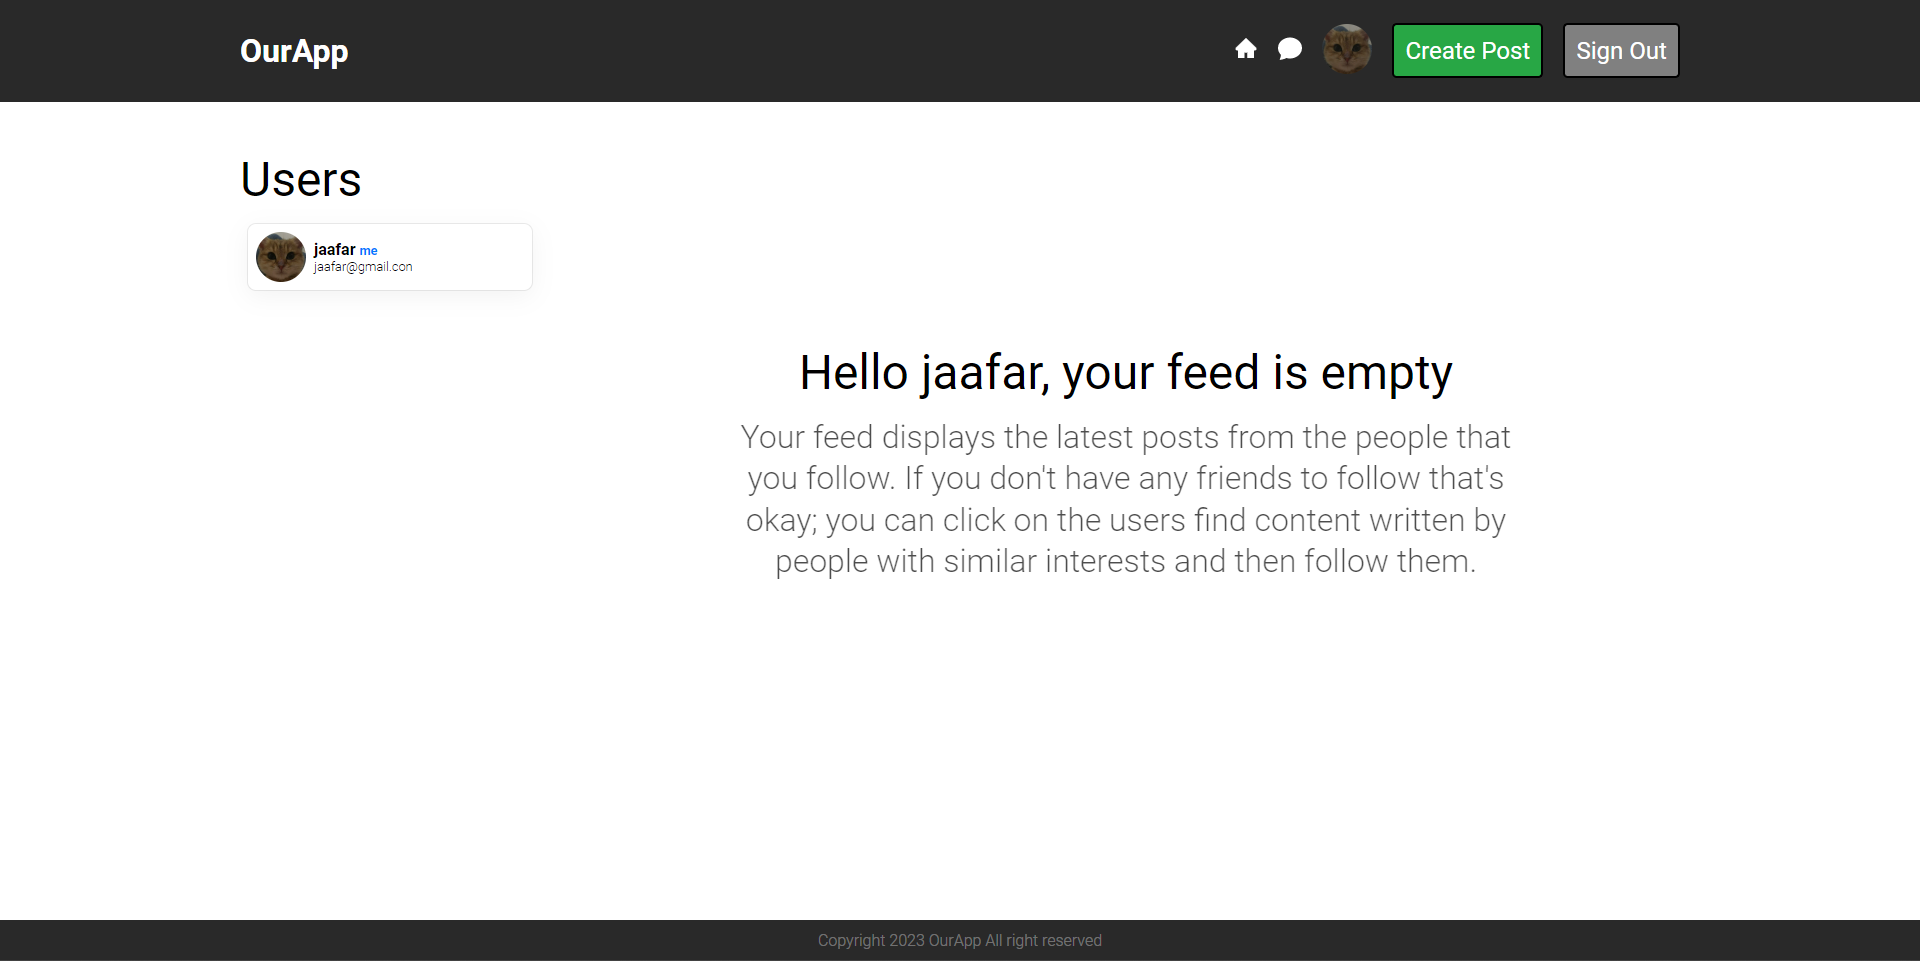 OurApp
Create Post
Sign Out
Users
jaafar me
jaafar@gmail.con
Hello jaafar, your feed is empty
Your feed displays the latest posts from the people that
you follow. If you don't have any friends to follow that's
okay; you can click on the users find content written by
people with similar interests and then follow them.
Copyright 2023 OurApp All right reserved